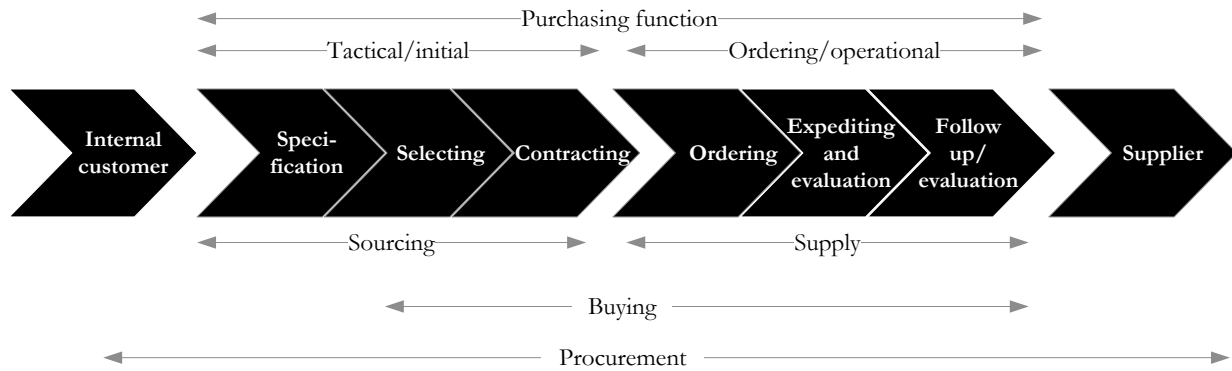 Purchasing function
Tactical/initial
Ordering/operational
Internal
customer
Speci-
fication
Selecting
Contracting
Ordering
Expediting
and
evaluation
Follow
up/
evaluation
Supplier
Sourcing
Supply
Buying
Procurement